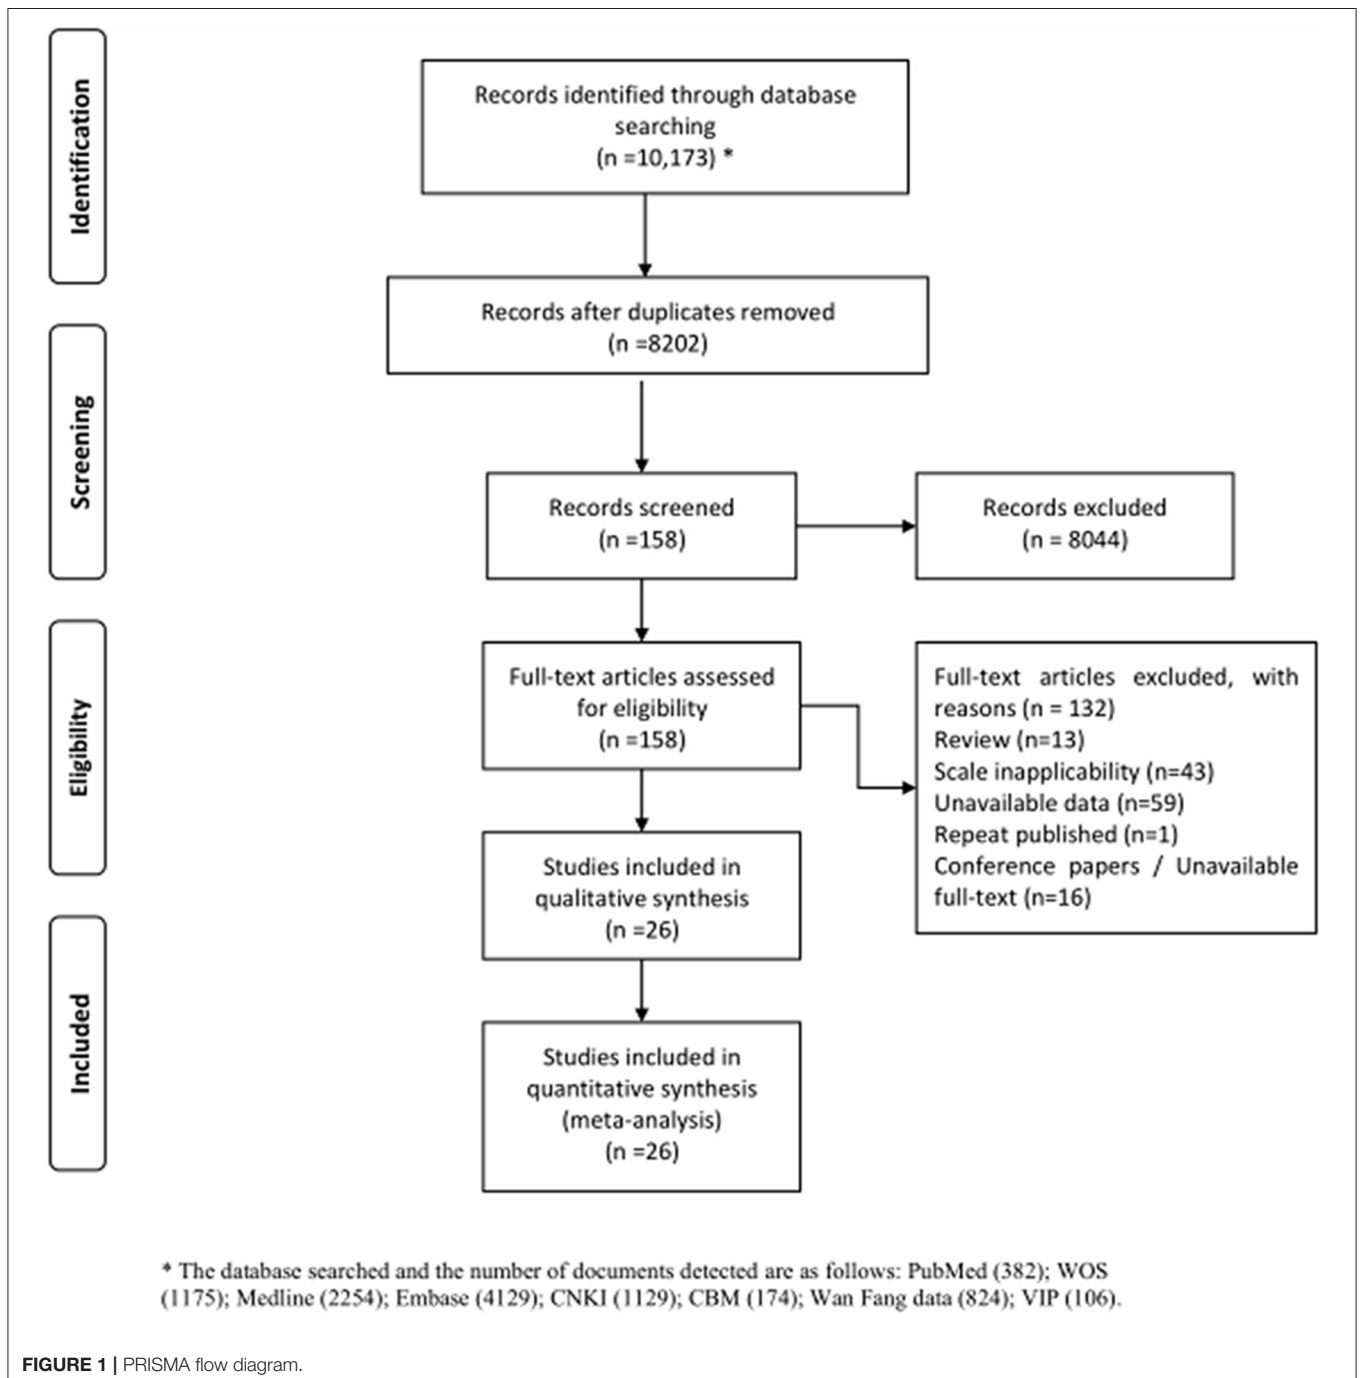 Identification
Records identified through database
searching
(n =10,173) *
Records after duplicates removed
(n =8202)
Screening
Records screened
(n =158)
Records excluded
(n = 8044)
Eligibility
Full-text articles assessed
for eligibility
(n =158)
Full-text articles excluded, with
reasons (n = 132)
Review (n=13)
Scale inapplicability (n=43)
Unavailable data (n=59)
Repeat published (n=1)
Conference papers / Unavailable
full-text (n=16)
Studies included in
qualitative synthesis
(n =26)
Included
Studies included in
quantitative synthesis
(meta-analysis)
(n =26)
* The database searched and the number of documents detected are as follows: PubMed (382); WOS
(1175); Medline (2254); Embase (4129); CNKI (1129); CBM (174); Wan Fang data (824); VIP (106).
FIGURE 1 | PRISMA flow diagram.